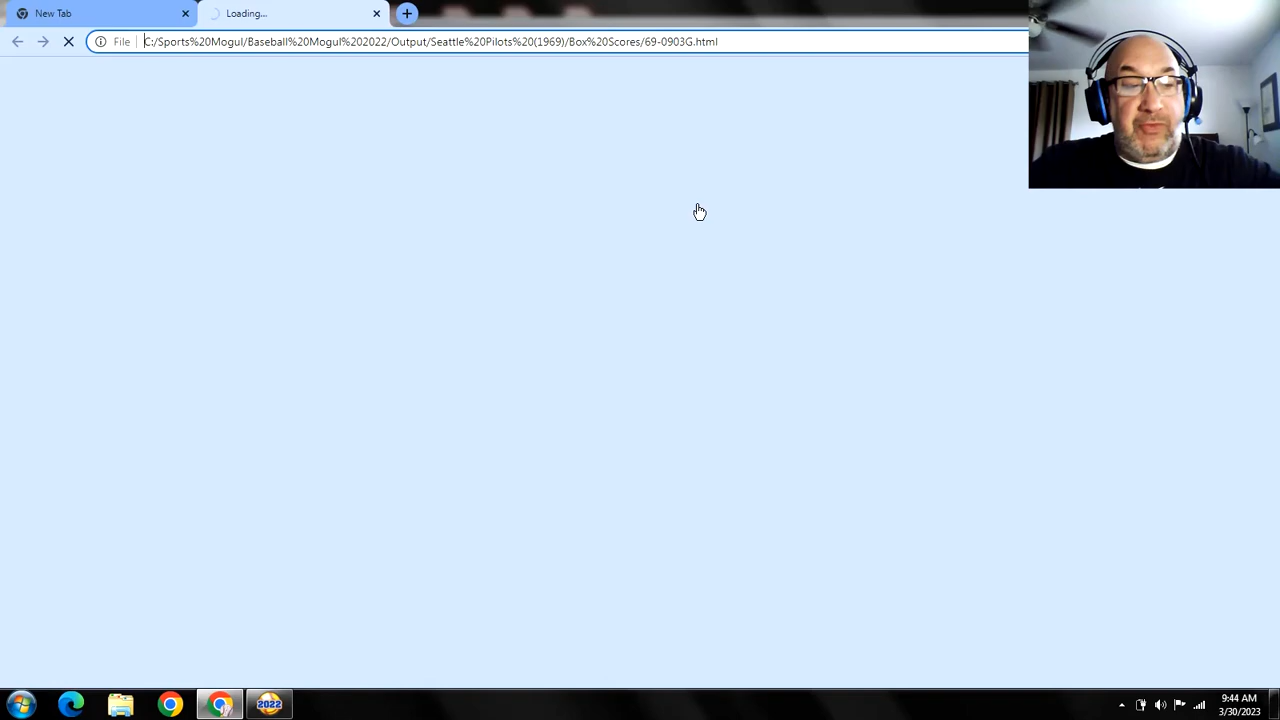 New Tab
Loading...
File
C:/Sports%20Mogul/Baseball%20Mogul%202022/Output/Seattle%20Pilots%20(1969)/Box%20Scores/69-0903G.html
2022
9:44 AM
3/30/2023